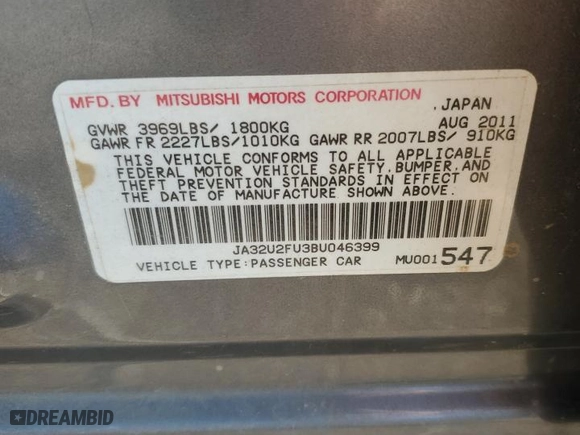 MFD. BY MITSUBISHI MOTORS CORPORATION .JAPAN
GVWR 3969LBS/ 1800KG AUG 2011
GAWR FR 2227LBS/1010KG GAWR RR 2007LBS/ 910KG
THIS VEHICLE CONFORMS TO ALL APPLICABLE
FEDERAL MOTOR VEHICLE SAFETY,BUMPER,AND
THEFT PREVENTION STANDARDS IN EFFECT ON
THE DATE OF MANUFACTURE SHOWN ABOVE.
JA32U2FU3BU046399
VEHICLE TYPE:PASSENGER CAR MU001547
DREAMBID